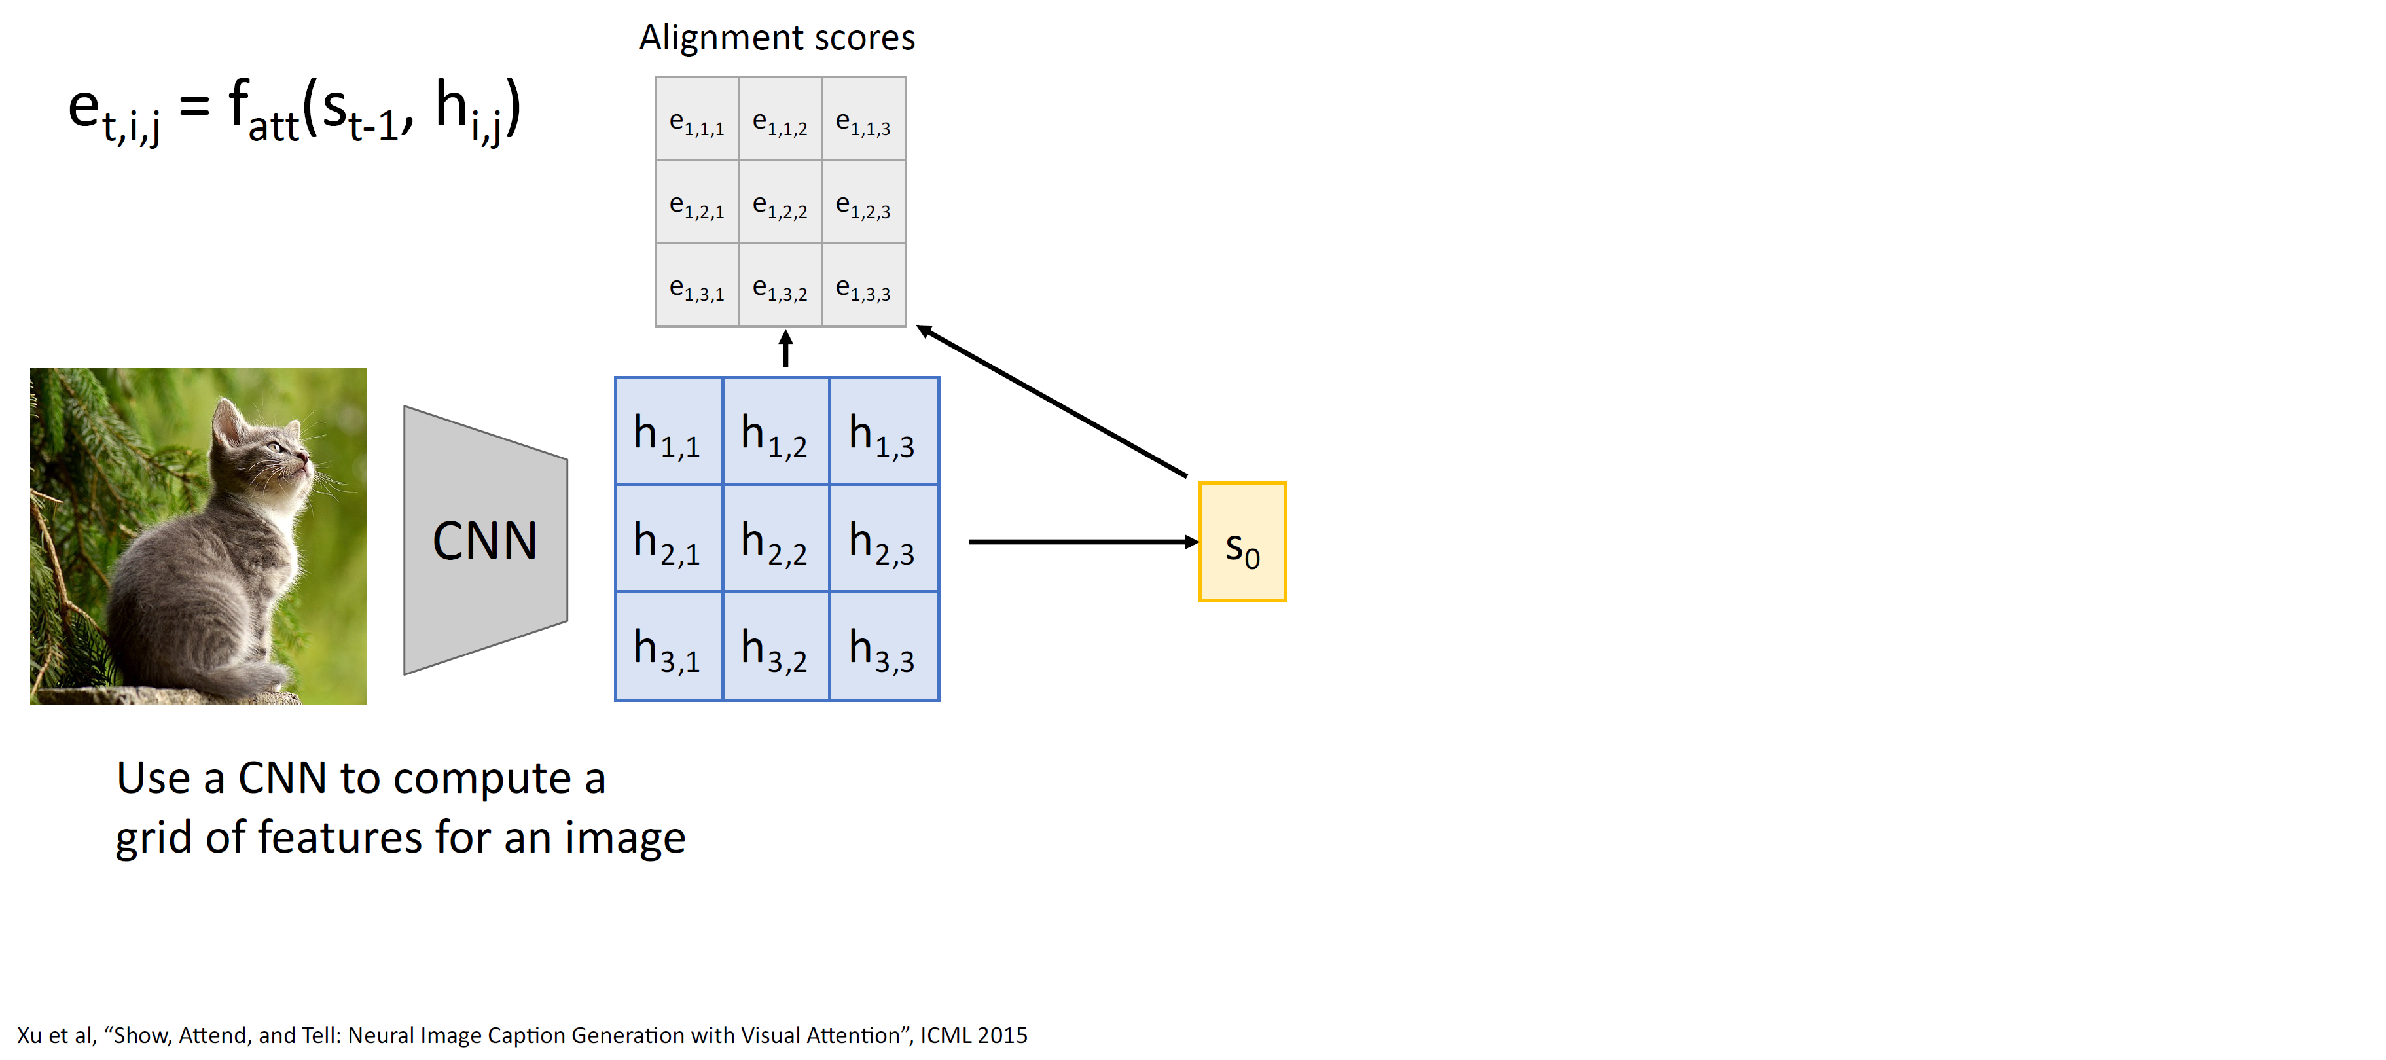 Alignment scores
e_{t,i,j} = f_{att}(s_{t-1}, h_{i,j})
e_{1,1,1} e_{1,1,2} e_{1,1,3}
e_{1,2,1} e_{1,2,2} e_{1,2,3}
e_{1,3,1} e_{1,3,2} e_{1,3,3}
CNN
h_{1,1} h_{1,2} h_{1,3}
h_{2,1} h_{2,2} h_{2,3}
h_{3,1} h_{3,2} h_{3,3}
s_0
Use a CNN to compute a
grid of features for an image
Xu et al, “Show, Attend, and Tell: Neural Image Caption Generation with Visual Attention”, ICML 2015